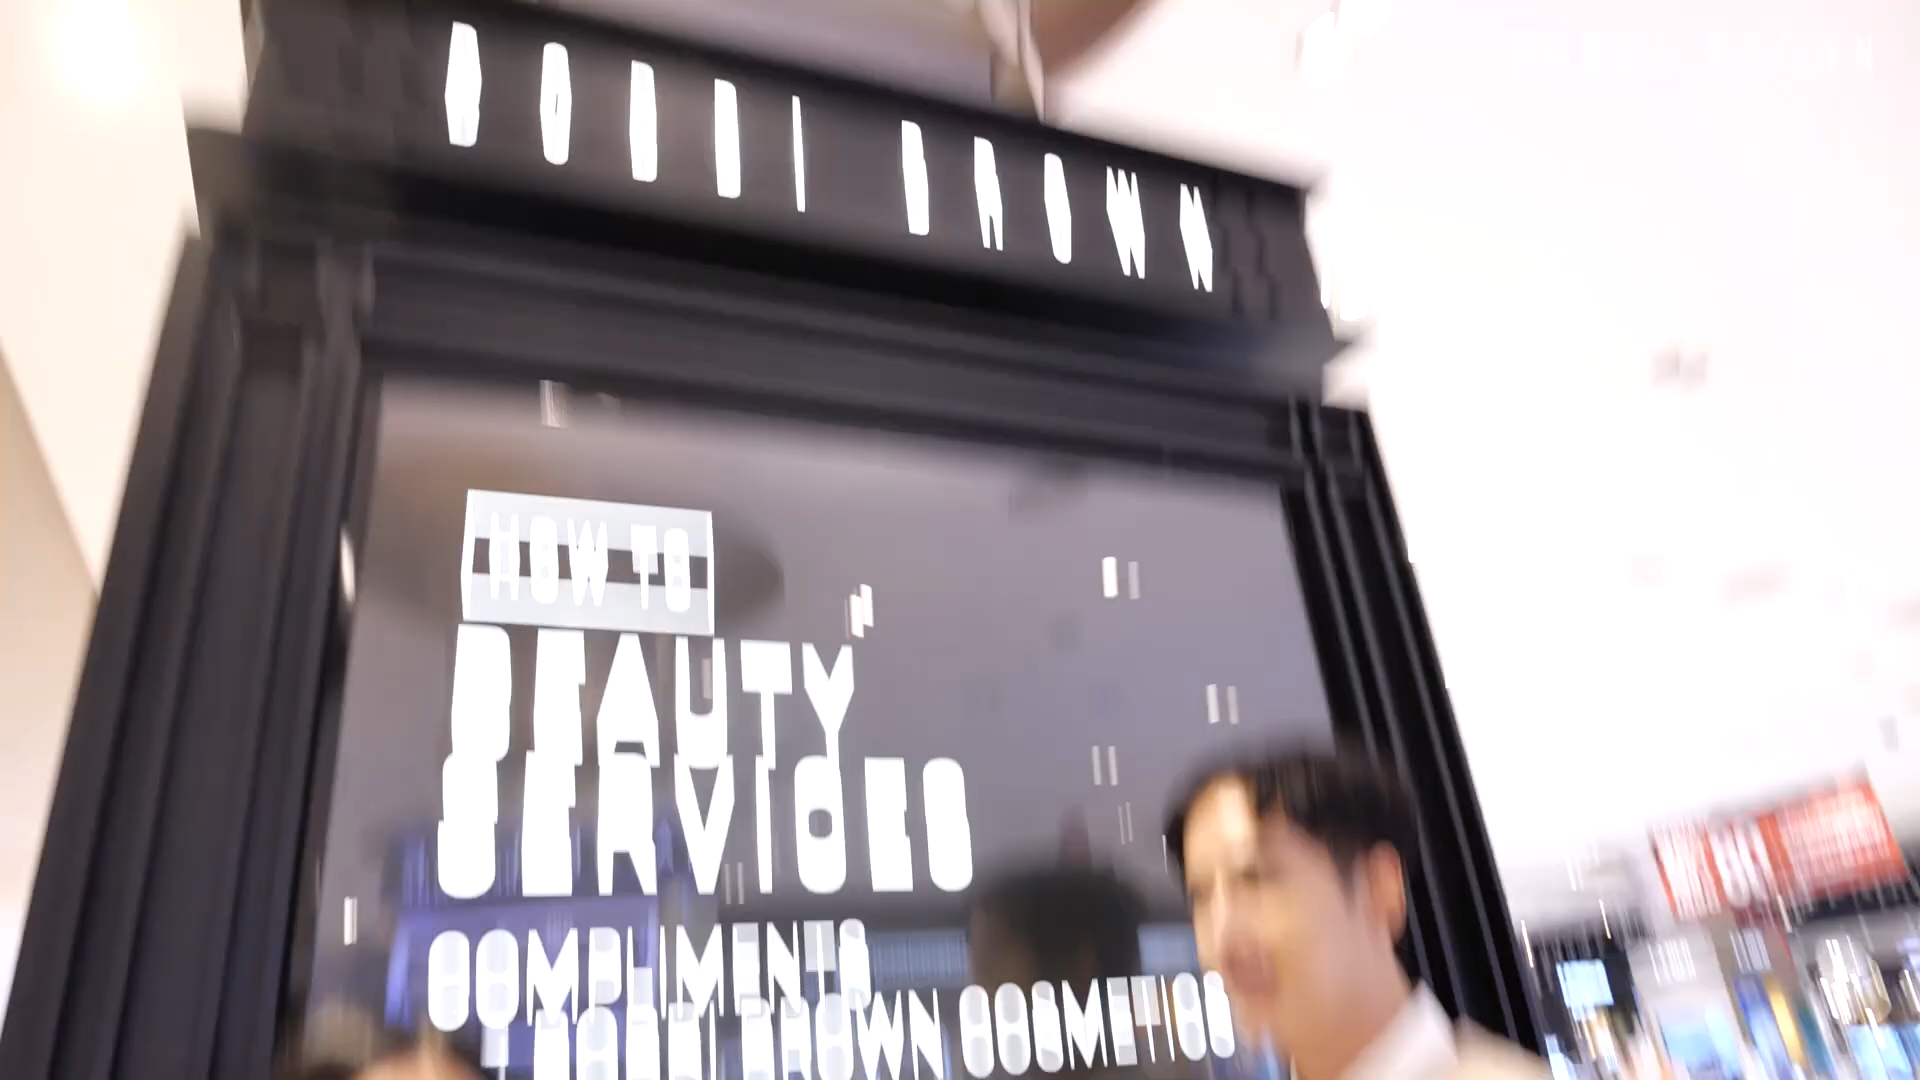 BOBBI BROWN
HOW TO
BEAUTY
SERVICES
COMPLIMENTS
BOBBI BROWN COSMETICS